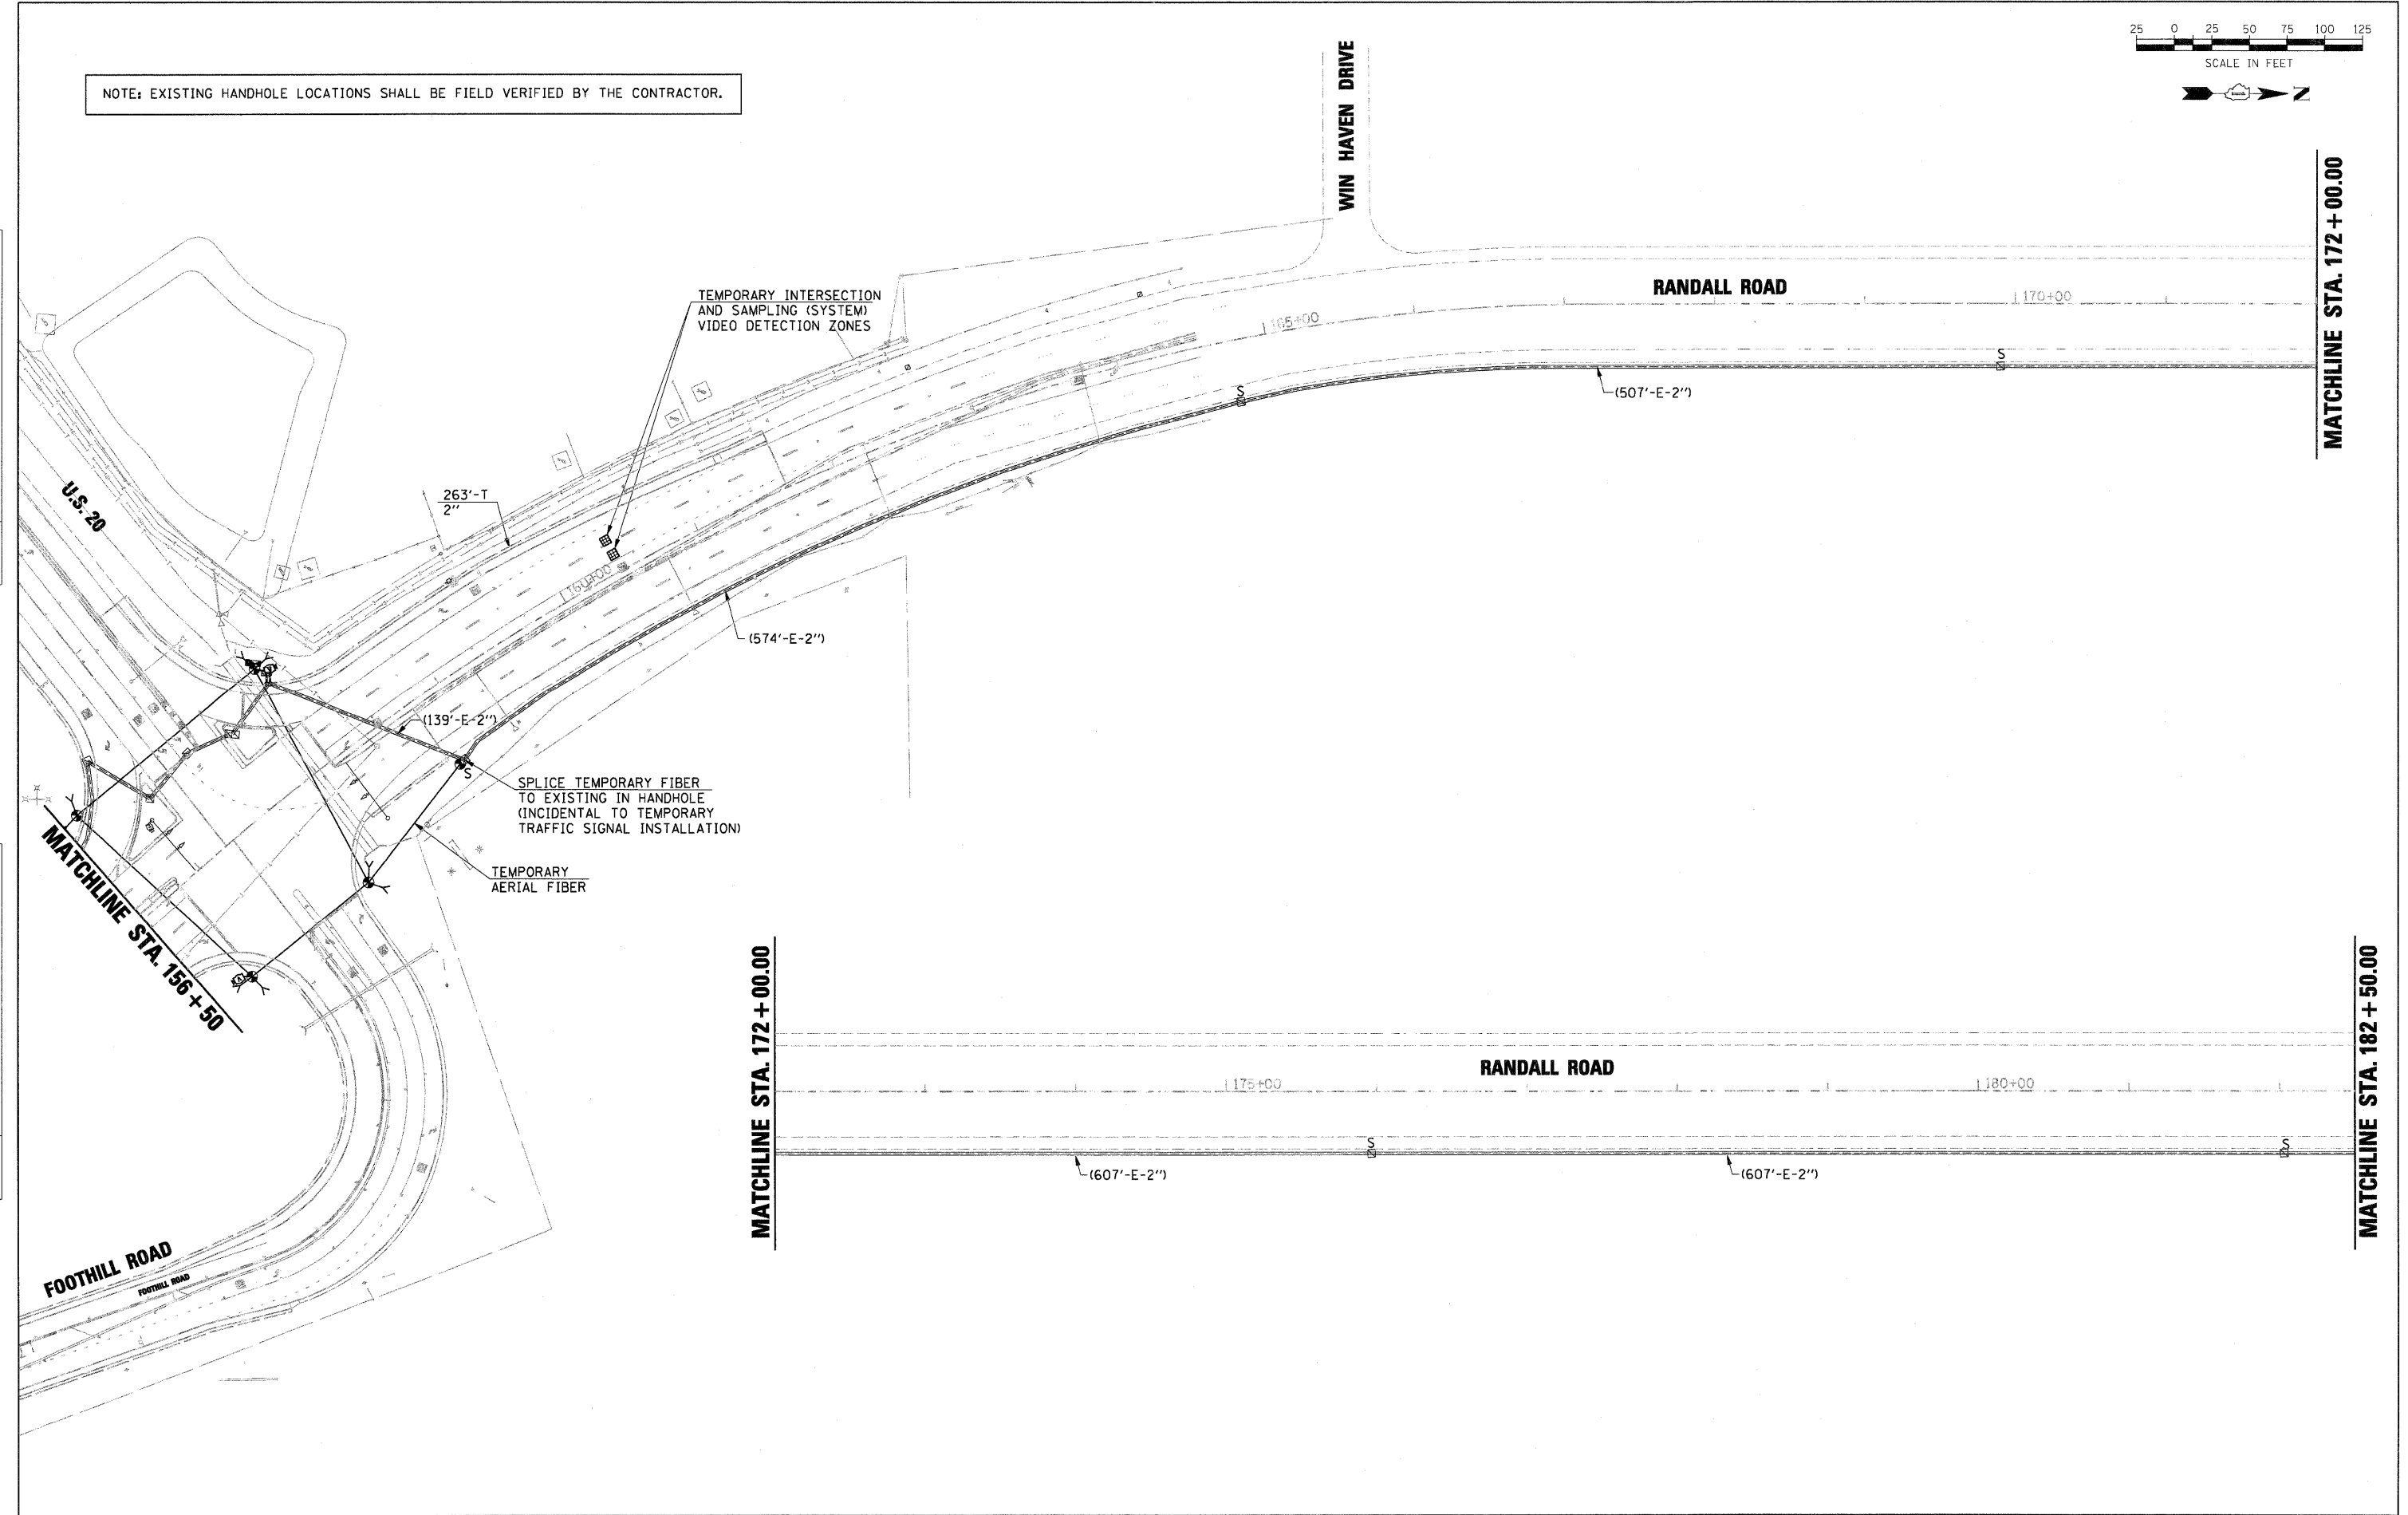 25 0 25 50 75 100 125
SCALE IN FEET
N
NOTE: EXISTING HANDHOLE LOCATIONS SHALL BE FIELD VERIFIED BY THE CONTRACTOR.
WIN HAVEN DRIVE
MATCHLINE STA. 172+00.00
RANDALL ROAD
170+00
165+00
TEMPORARY INTERSECTION
AND SAMPLING (SYSTEM)
VIDEO DETECTION ZONES
S
S
(507'-E-2")
U.S. 20
263'-T
2"
160+00
(574'-E-2")
(139'-E-2")
S
SPLICE TEMPORARY FIBER
TO EXISTING IN HANDHOLE
(INCIDENTAL TO TEMPORARY
TRAFFIC SIGNAL INSTALLATION)
TEMPORARY
AERIAL FIBER
MATCHLINE STA. 156+50
MATCHLINE STA. 172+00.00
RANDALL ROAD
175+00
180+00
S
S
(607'-E-2")
(607'-E-2")
MATCHLINE STA. 182+50.00
FOOTHILL ROAD
FOOTHILL ROAD